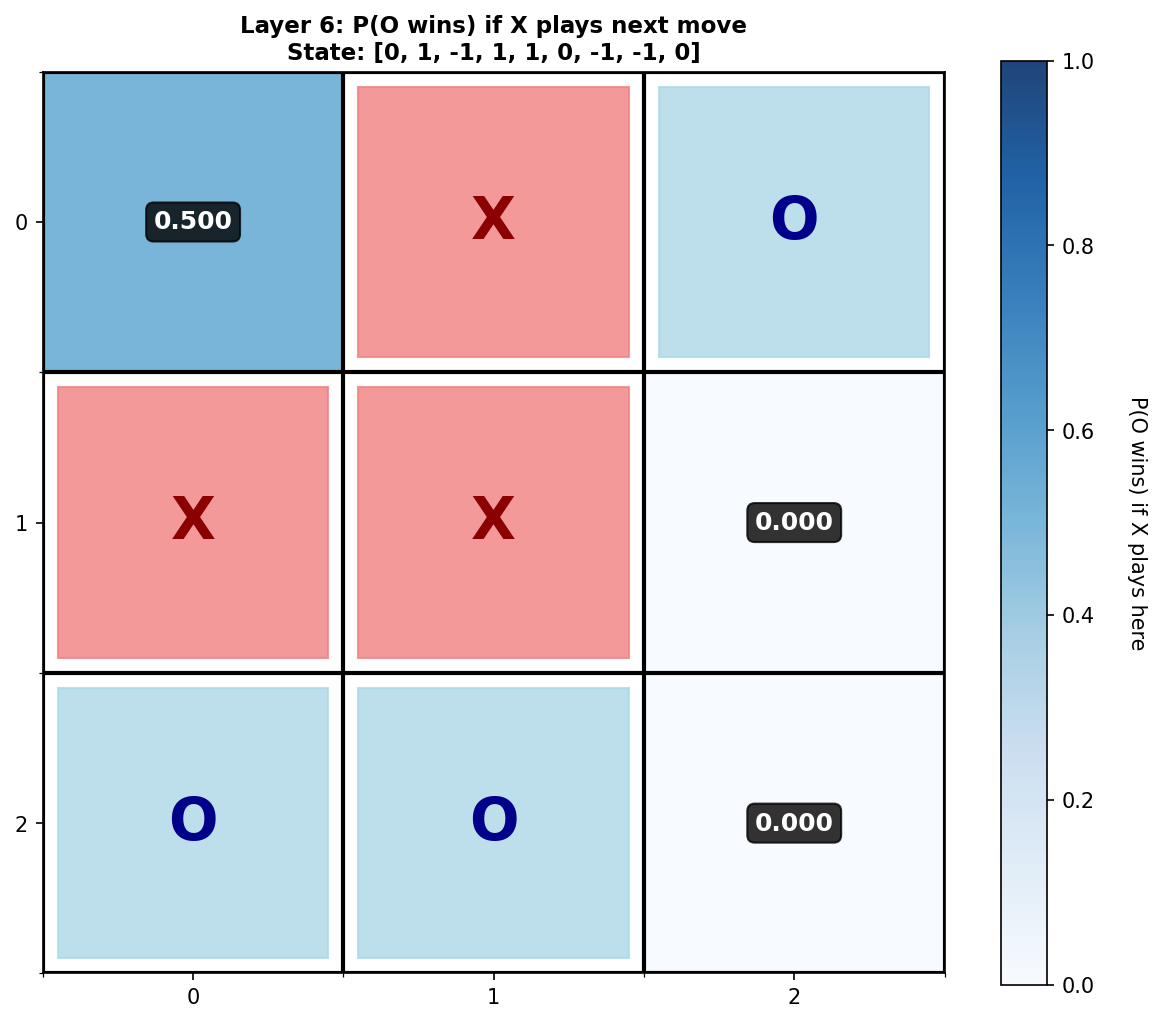 Layer 6: P(O wins) if X plays next move
State: [0, 1, -1, 1, 1, 0, -1, -1, 0]
0.500
X
O
X
X
0.000
O
O
0.000
0
1
2
0
1
2
1.0
0.8
0.6
0.4
0.2
0.0
P(O wins) if X plays here